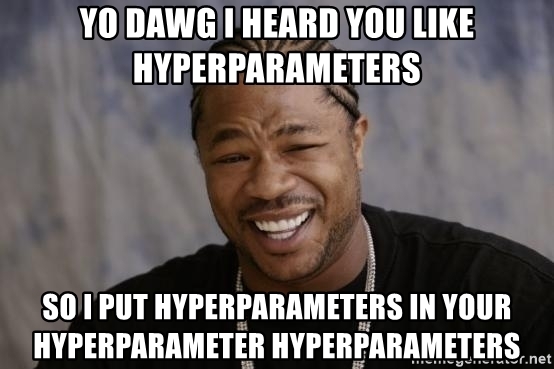 YO DAWG I HEARD YOU LIKE
HYPERPARAMETERS
SO I PUT HYPERPARAMETERS IN YOUR
HYPERPARAMETER HYPERPARAMETERS
memegenerator.net